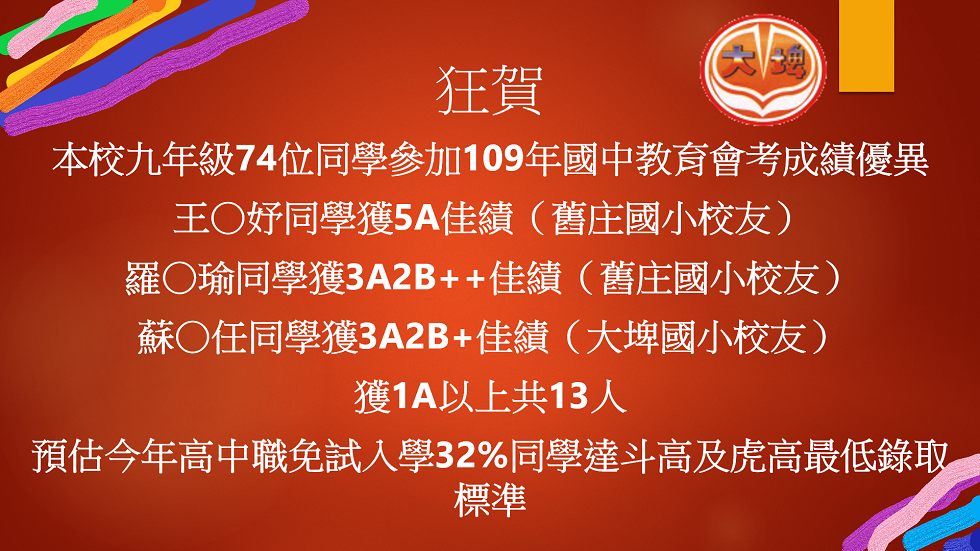 大埤
狂賀
本校九年級74位同學參加109年國中教育會考成績優異
王○妤同學獲5A佳績（舊庄國小校友）
羅○瑜同學獲3A2B++佳績（舊庄國小校友）
蘇○任同學獲3A2B+佳績（大埤國小校友）
獲1A以上共13人
預估今年高中職免試入學32%同學達斗高及虎高最低錄取
標準